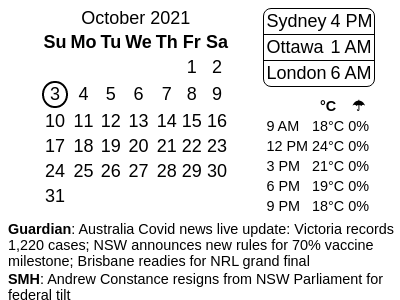 October 2021
Su Mo Tu We Th Fr Sa
1 2
3 4 5 6 7 8 9
10 11 12 13 14 15 16
17 18 19 20 21 22 23
24 25 26 27 28 29 30
31
Sydney 4 PM
Ottawa 1 AM
London 6 AM
°C ☂
9 AM 18°C 0%
12 PM 24°C 0%
3 PM 21°C 0%
6 PM 19°C 0%
9 PM 18°C 0%
Guardian: Australia Covid news live update: Victoria records
1,220 cases; NSW announces new rules for 70% vaccine
milestone; Brisbane readies for NRL grand final
SMH: Andrew Constance resigns from NSW Parliament for
federal tilt